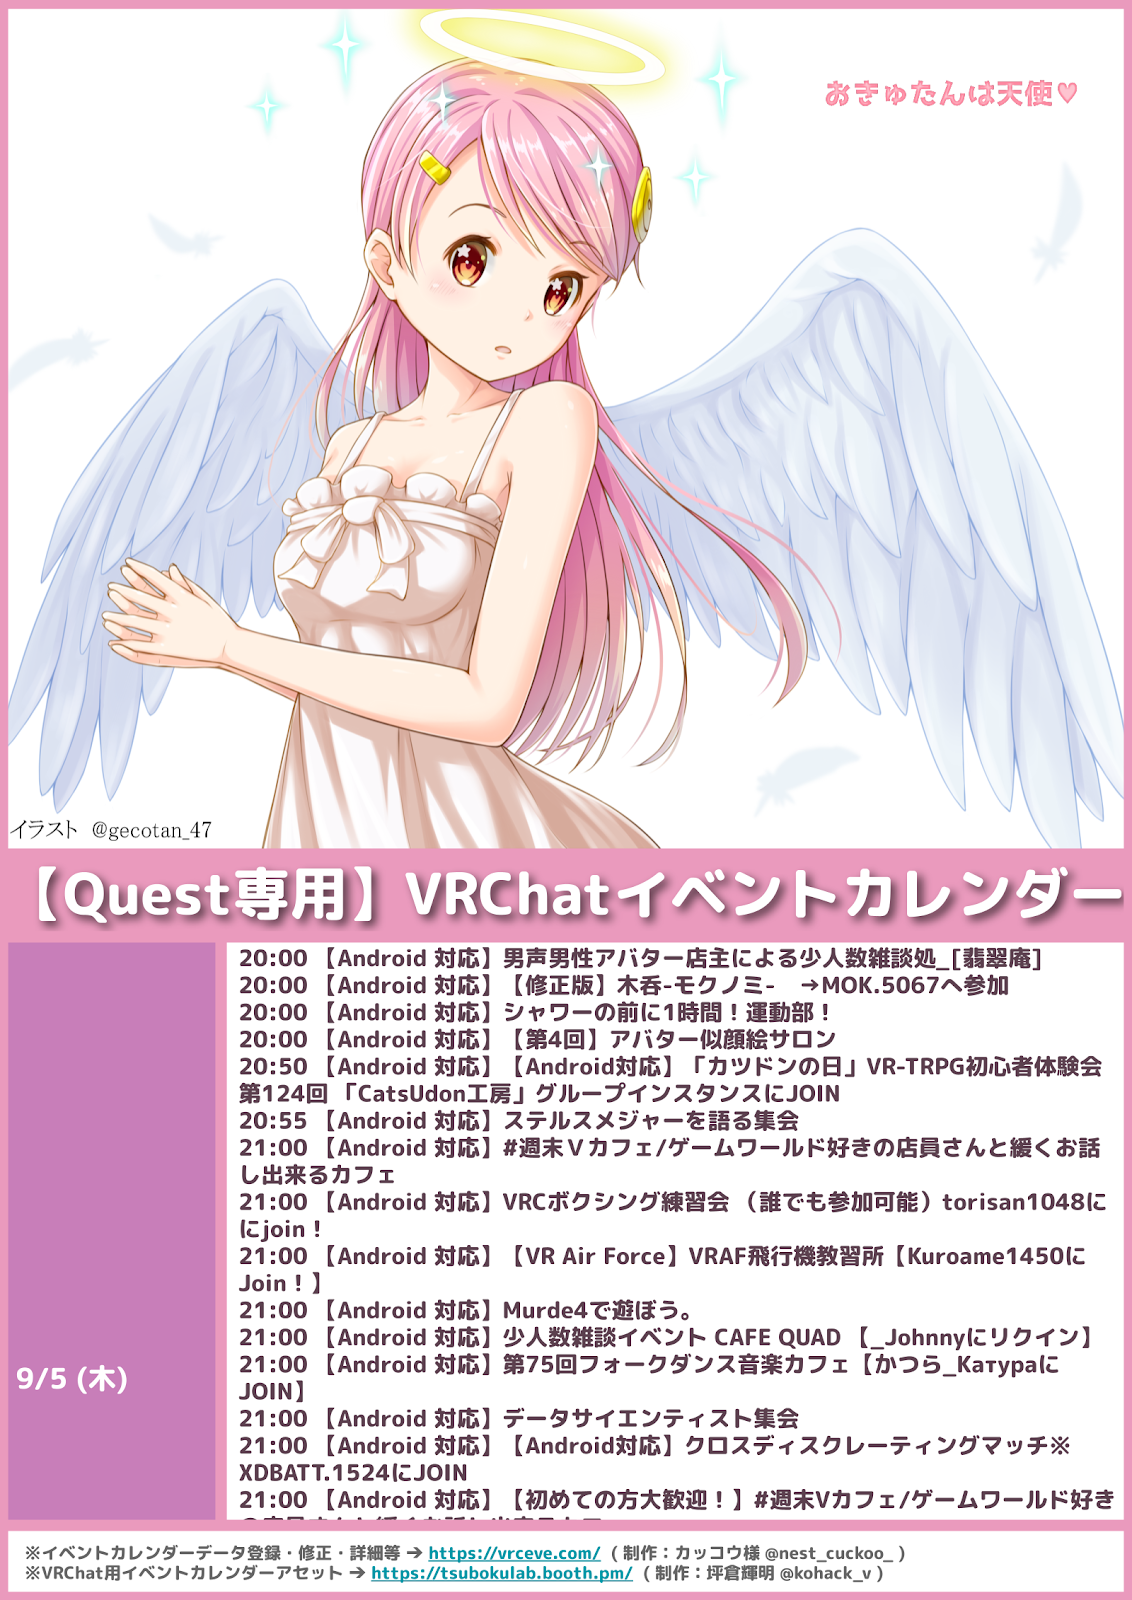 おきゅたんは天使♥
イラスト @gecotan_47
【Quest専用】VRChatイベントカレンダー
9/5 (木)
20:00 【Android 対応】男声男性アバター店主による少人数雑談処_[翡翠庵]
20:00 【Android 対応】【修正版】木呑-モクノミ- →MOK.5067へ参加
20:00 【Android 対応】シャワーの前に1時間！運動部！
20:00 【Android 対応】【第4回】アバター似顔絵サロン
20:50 【Android 対応】【Android対応】「カツドンの日」VR-TRPG初心者体験会
第124回 「CatsUdon工房」グループインスタンスにJOIN
20:55 【Android 対応】ステルスメジャーを語る集会
21:00 【Android 対応】#週末Ｖカフェ/ゲームワールド好きの店員さんと緩くお話
し出来るカフェ
21:00 【Android 対応】VRCボクシング練習会 （誰でも参加可能）torisan1048に
にjoin！
21:00 【Android 対応】【VR Air Force】VRAF飛行機教習所【Kuroame1450に
Join！】
21:00 【Android 対応】Murde4で遊ぼう。
21:00 【Android 対応】少人数雑談イベント CAFE QUAD 【_Johnnyにリクイン】
21:00 【Android 対応】第75回フォークダンス音楽カフェ【かつら_Катураに
JOIN】
21:00 【Android 対応】データサイエンティスト集会
21:00 【Android 対応】【Android対応】クロスディスクレーティングマッチ※
XDBATT.1524にJOIN
21:00 【Android 対応】【初めての方大歓迎！】#週末Vカフェ/ゲームワールド好き
※イベントカレンダーデータ登録・修正・詳細等 → https://vrceve.com/ ( 制作：カッコウ様 @nest_cuckoo_ )
※VRChat用イベントカレンダーアセット → https://tsubokulab.booth.pm/ ( 制作：坪倉輝明 @kohack_v )